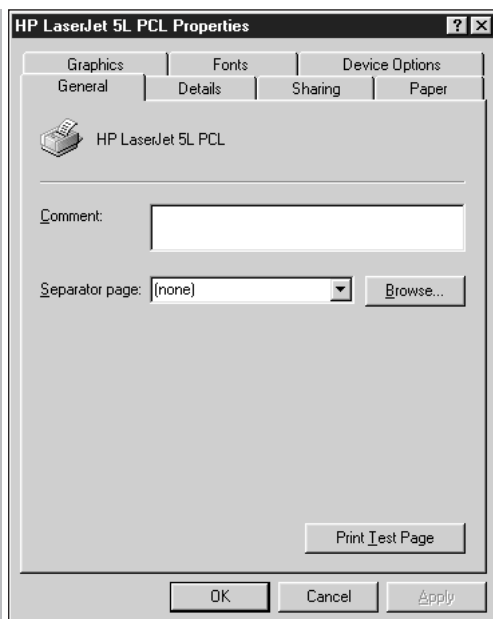 HP LaserJet 5L PCL Properties
? X
Graphics Fonts Device Options
General Details Sharing Paper
HP LaserJet 5L PCL
Comment:
Separator page: (none) Browse...
Print Test Page
OK Cancel Apply